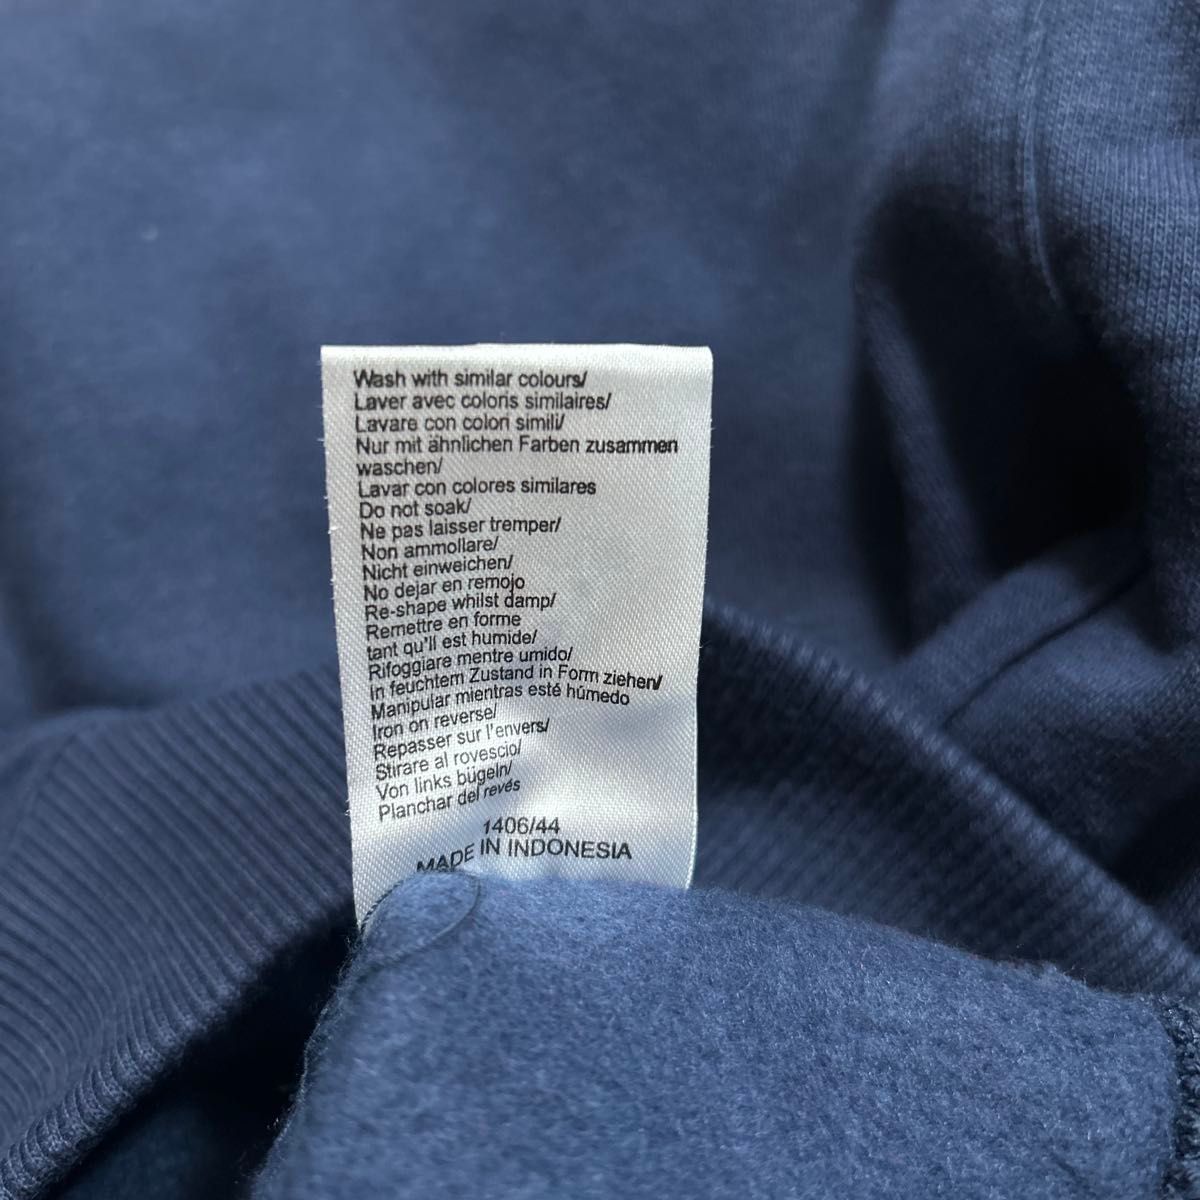 Wash with similar colours/
Laver avec coloris similaires/
Lavare con colori simili/
Nur mit ähnlichen Farben zusammen
waschen/
Lavar con colores similares
Do not soak/
Ne pas laisser tremper/
Non ammollare/
Nicht einweichen/
No dejar en remojo
Re-shape whilst damp/
Remettre en forme
tant qu'il est humide/
Rifoggiare mentre umido/
In feuchtem Zustand in Form ziehen/
Manipular mientras esté húmedo
Iron on reverse/
Repasser sur l'envers/
Stirare al rovescio/
Von links bügeln/
Planchar del revés
1406/44
MADE IN INDONESIA